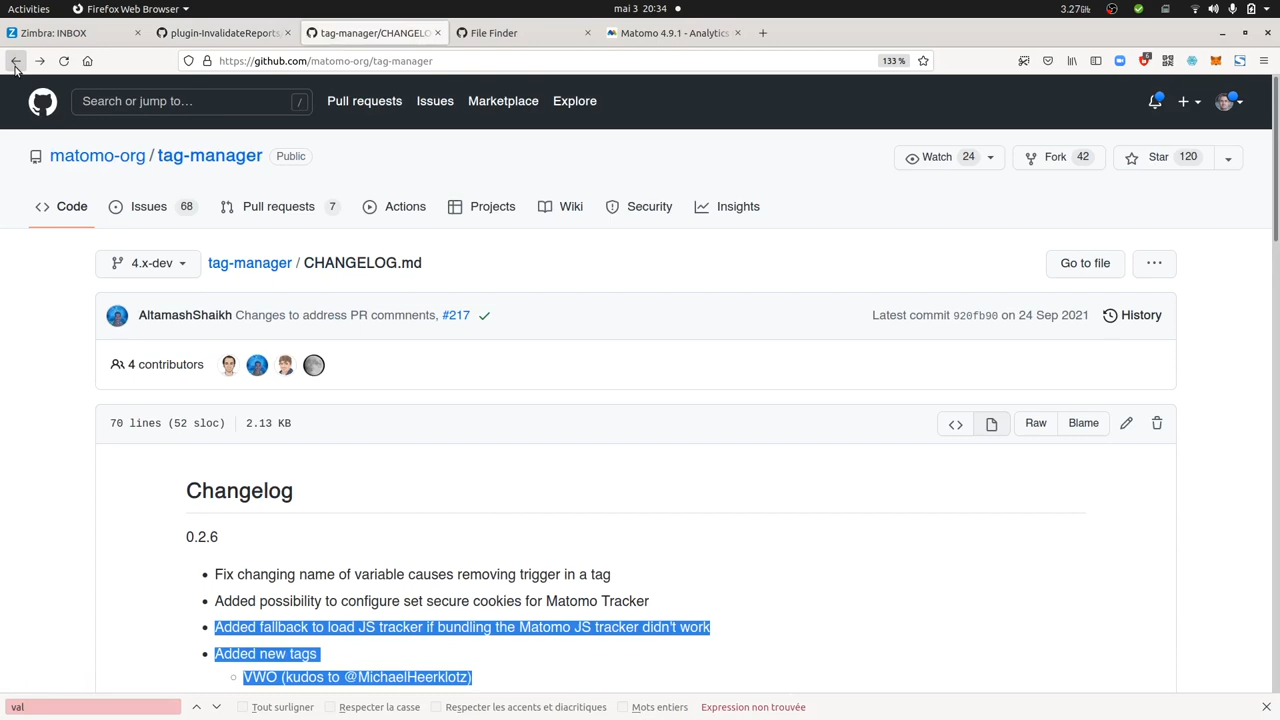 Activities
Firefox Web Browser
mai 3 20:34
3.27GHz
Zimbra: INBOX
plugin-InvalidateReports
tag-manager/CHANGELO
File Finder
Matomo 4.9.1 - Analytics
https://github.com/matomo-org/tag-manager
133 %
Search or jump to…
/
Pull requests
Issues
Marketplace
Explore
matomo-org / tag-manager
Public
Watch 24
Fork 42
Star 120
Code
Issues 68
Pull requests 7
Actions
Projects
Wiki
Security
Insights
4.x-dev
tag-manager / CHANGELOG.md
Go to file
AltamashShaikh Changes to address PR commnents, #217
Latest commit 920fb90 on 24 Sep 2021
History
4 contributors
70 lines (52 sloc)
2.13 KB
Raw
Blame
Changelog
0.2.6
Fix changing name of variable causes removing trigger in a tag
Added possibility to configure set secure cookies for Matomo Tracker
Added fallback to load JS tracker if bundling the Matomo JS tracker didn't work
Added new tags
VWO (kudos to @MichaelHeerklotz)
val
Tout surligner
Respecter la casse
Respecter les accents et diacritiques
Mots entiers
Expression non trouvée